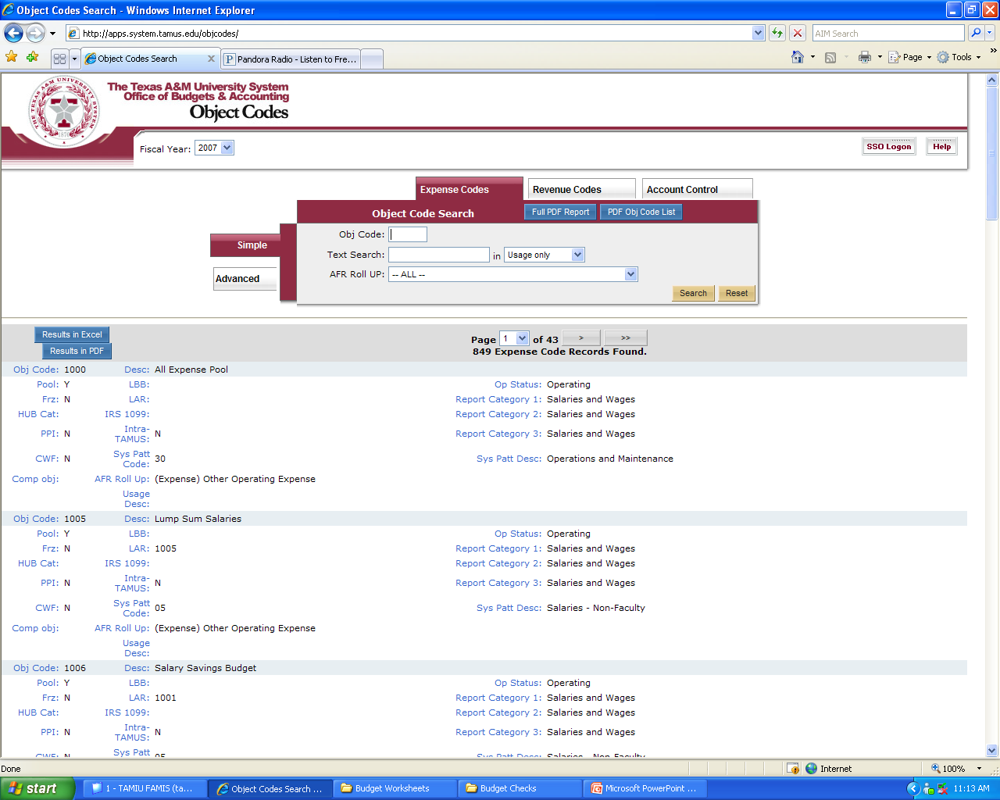 Object Codes Search - Windows Internet Explorer
http://apps.system.tamus.edu/objcodes/
AIM Search
Object Codes Search
Pandora Radio - Listen to Fre...
Page
Tools
The Texas A&M University System
Office of Budgets & Accounting
Object Codes
THE TEXAS A&M UNIVERSITY SYSTEM
1876
Fiscal Year: 2007
SSO Logon Help
Expense Codes Revenue Codes Account Control
Object Code Search Full PDF Report PDF Obj Code List
Simple
Advanced
Obj Code:
Text Search: in Usage only
AFR Roll UP: -- ALL --
Search Reset
Results in Excel
Results in PDF
Page 1 of 43 > >>
849 Expense Code Records Found.
Obj Code: 1000 Desc: All Expense Pool
Pool: Y LBB: Op Status: Operating
Frz: N LAR: Report Category 1: Salaries and Wages
HUB Cat: IRS 1099: Report Category 2: Salaries and Wages
PPI: N Intra-TAMUS: N Report Category 3: Salaries and Wages
CWF: N Sys Patt Code: 30 Sys Patt Desc: Operations and Maintenance
Comp obj: AFR Roll Up: (Expense) Other Operating Expense
Usage Desc:
Obj Code: 1005 Desc: Lump Sum Salaries
Pool: Y LBB: Op Status: Operating
Frz: N LAR: 1005 Report Category 1: Salaries and Wages
HUB Cat: IRS 1099: Report Category 2: Salaries and Wages
PPI: N Intra-TAMUS: N Report Category 3: Salaries and Wages
CWF: N Sys Patt Code: 05 Sys Patt Desc: Salaries - Non-Faculty
Comp obj: AFR Roll Up: (Expense) Other Operating Expense
Usage Desc:
Obj Code: 1006 Desc: Salary Savings Budget
Pool: Y LBB: Op Status: Operating
Frz: N LAR: 1001 Report Category 1: Salaries and Wages
HUB Cat: IRS 1099: Report Category 2: Salaries and Wages
PPI: N Intra-TAMUS: N Report Category 3: Salaries and Wages
CWF: N Sys Patt 05 Sys Patt Desc: Salaries - Non-Faculty
Done Internet 100%
start 1 - TAMIU FAMIS (ta... Object Codes Search ... Budget Worksheets Budget Checks Microsoft PowerPoint ... 11:13 AM